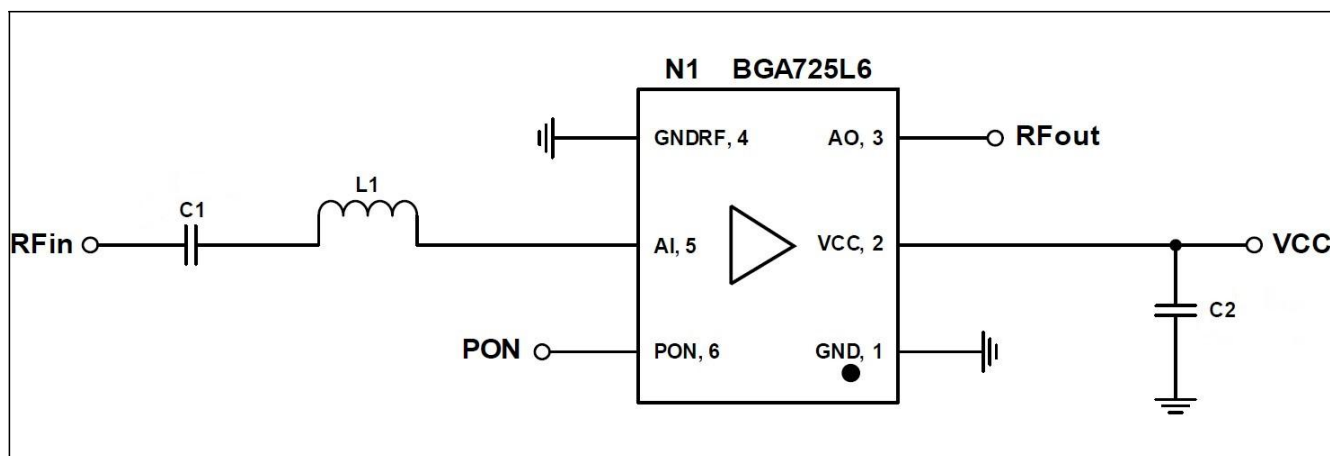 N1 BGA725L6
GNDRF, 4
AO, 3
RFout
L1
C1
RFin
AI, 5
VCC, 2
VCC
C2
PON
PON, 6
GND, 1